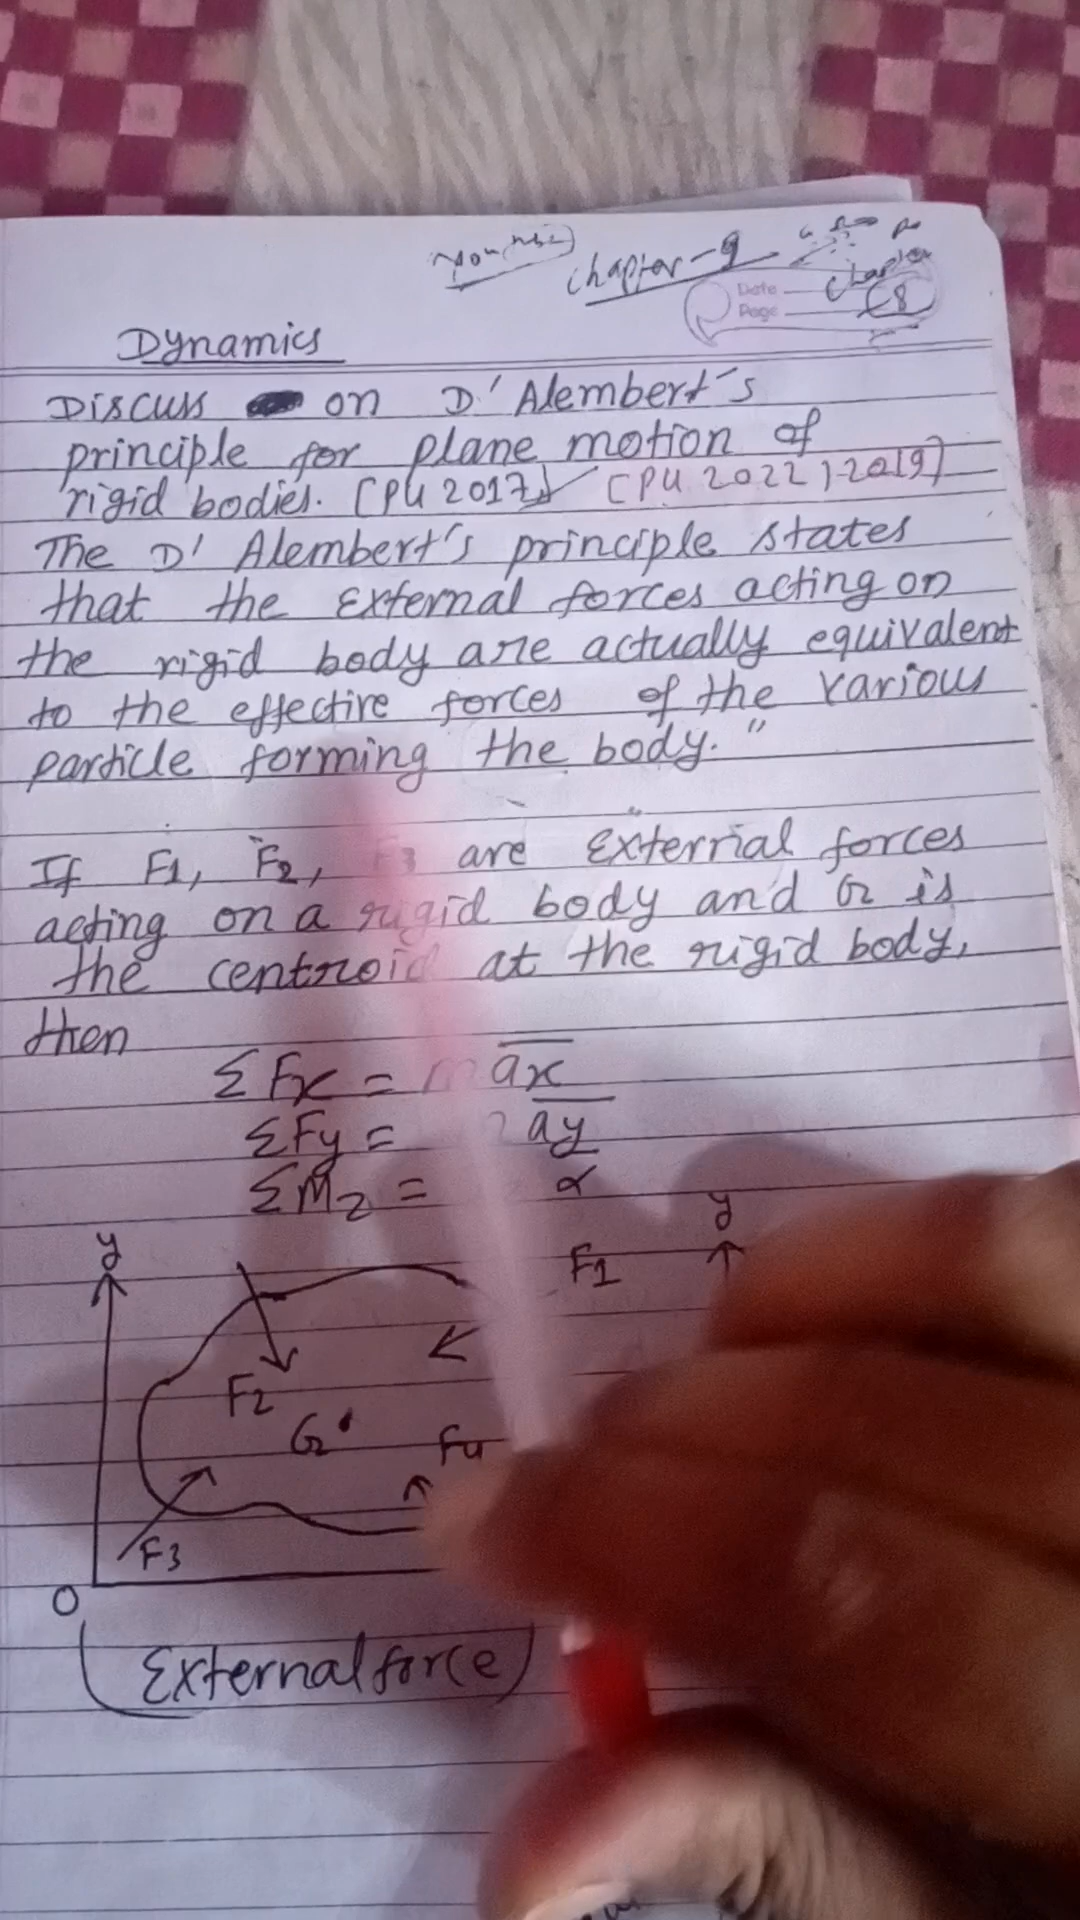 Chapter-9
Chapter
8
Date
Page
Dynamics
Discuss on D' Alembert's
principle for plane motion of
rigid bodies. [PU 2017] [PU 2022, 2019]
The D' Alembert's principle states
that the External forces acting on
the rigid body are actually equivalent
to the effective forces of the various
particle forming the body."
If F1, F2, F3 are External forces
acting on a rigid body and G is
the centroid at the rigid body,
then
ΣFx = m ax
ΣFy = ay
ΣMz = α
y
y
F1
F2
G
F4
F3
O
External force